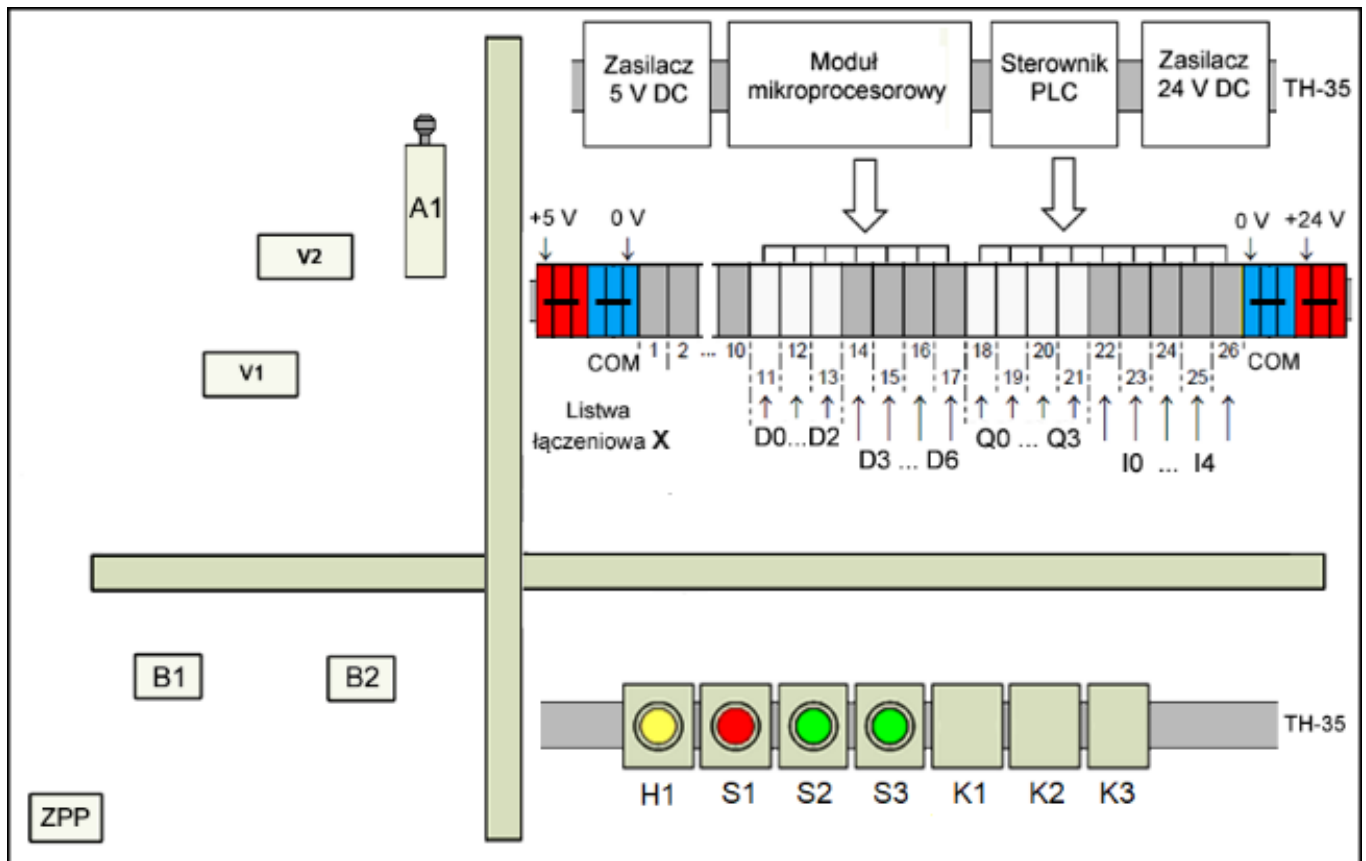 Zasilacz
5 V DC
Moduł
mikroprocesorowy
Sterownik
PLC
Zasilacz
24 V DC
TH-35
A1
V2
V1
+5 V
0 V
0 V
+24 V
COM
1
2
...
10
12
14
16
18
20
22
24
26
COM
11
13
15
17
19
21
23
25
Listwa
łączeniowa X
D0...D2
Q0 ... Q3
D3 ... D6
I0 ... I4
B1
B2
TH-35
H1
S1
S2
S3
K1
K2
K3
ZPP